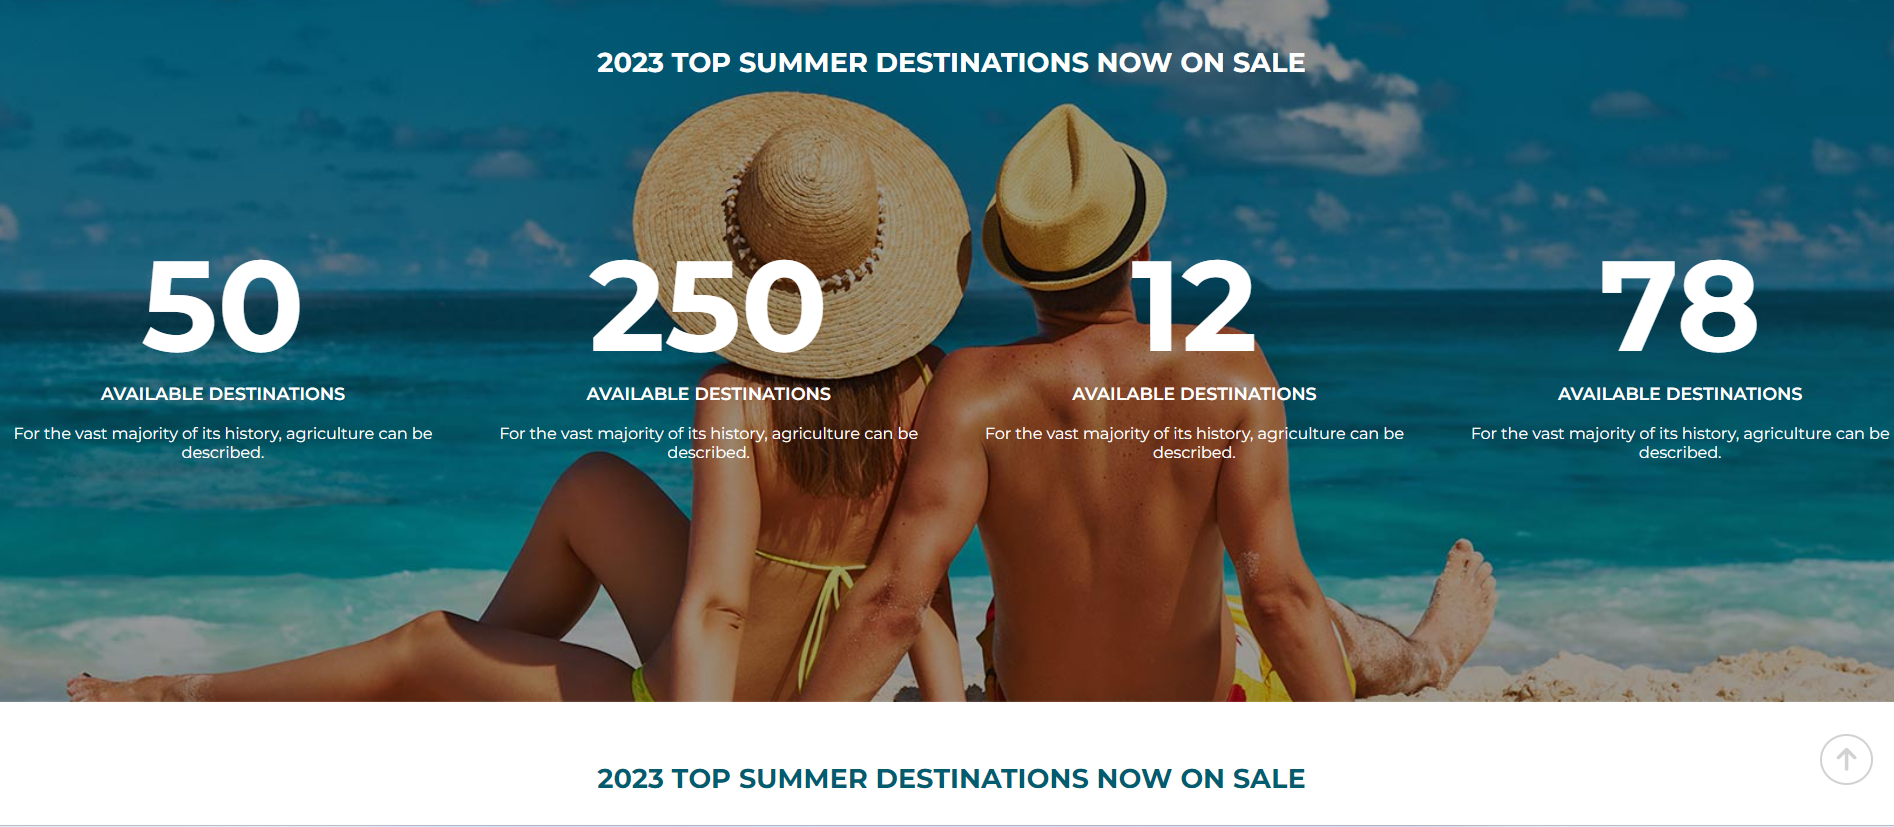 2023 TOP SUMMER DESTINATIONS NOW ON SALE
50
AVAILABLE DESTINATIONS
For the vast majority of its history, agriculture can be
described.
250
AVAILABLE DESTINATIONS
For the vast majority of its history, agriculture can be
described.
12
AVAILABLE DESTINATIONS
For the vast majority of its history, agriculture can be
described.
78
AVAILABLE DESTINATIONS
For the vast majority of its history, agriculture can be
described.
2023 TOP SUMMER DESTINATIONS NOW ON SALE